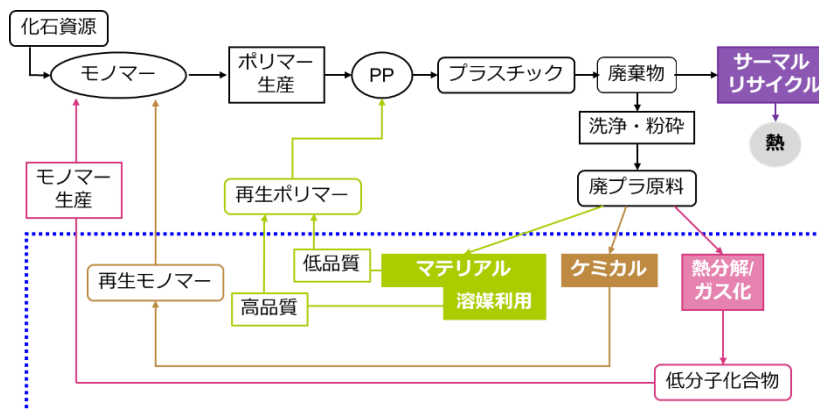 化石資源
モノマー
ポリマー
生産
PP
プラスチック
廃棄物
サーマル
リサイクル
洗浄・粉砕
熱
モノマー
生産
再生ポリマー
廃プラ原料
低品質
マテリアル
ケミカル
熱分解/
ガス化
再生モノマー
高品質
溶媒利用
低分子化合物